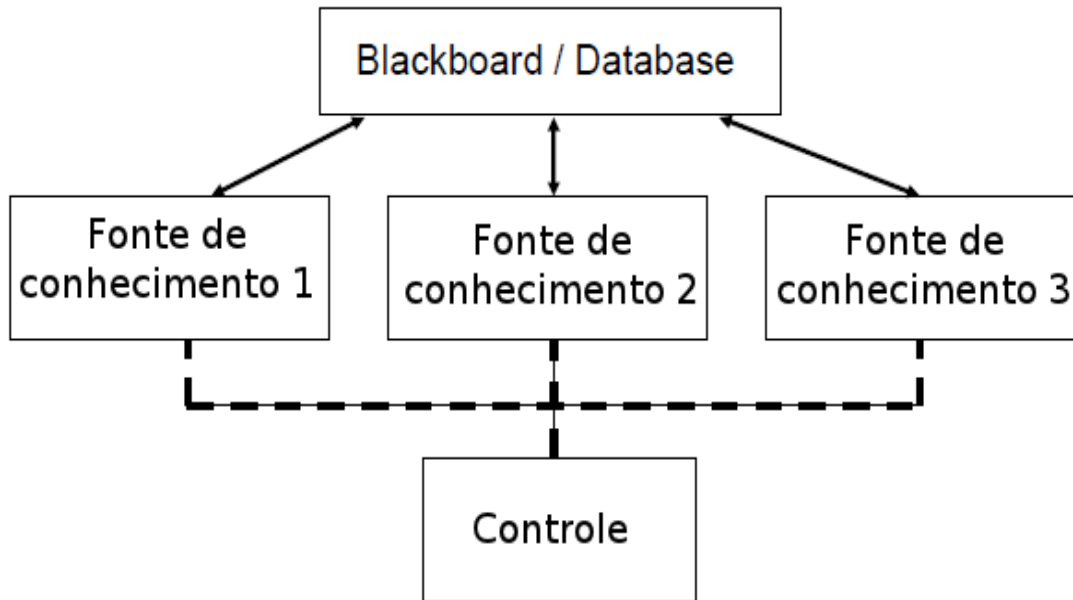 Blackboard / Database
Fonte de
conhecimento 1
Fonte de
conhecimento 2
Fonte de
conhecimento 3
Controle